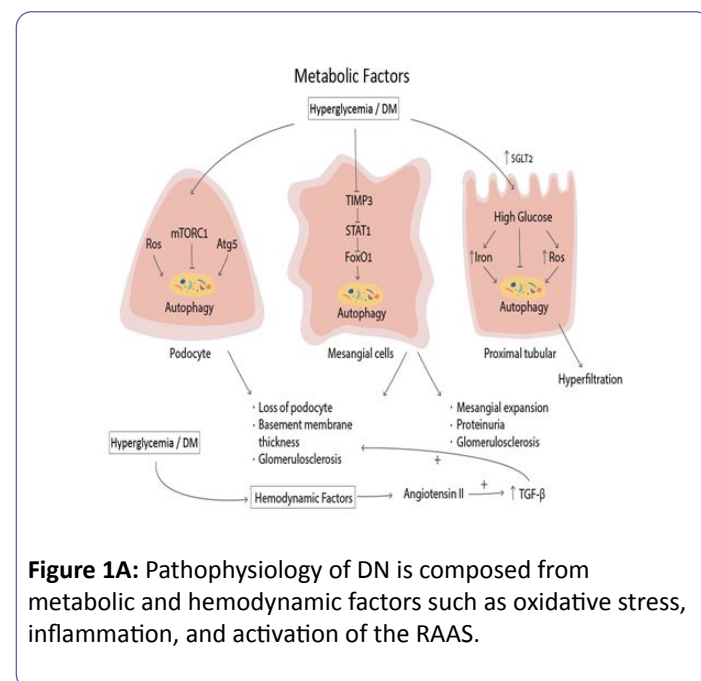 Metabolic Factors
Hyperglycemia / DM
↑ SGLT2
TIMP3
STAT1
FoxO1
Autophagy
mTORC1
Ros
Atg5
Autophagy
High Glucose
↑Iron
↑ Ros
Autophagy
Podocyte
Mesangial cells
Proximal tubular
Hyperfiltration
· Loss of podocyte
· Basement membrane
thickness
· Glomerulosclerosis
· Mesangial expansion
· Proteinuria
· Glomerulosclerosis
Hyperglycemia / DM
+
Hemodynamic Factors
Angiotensin II
+
↑ TGF-β
Figure 1A: Pathophysiology of DN is composed from
metabolic and hemodynamic factors such as oxidative stress,
inflammation, and activation of the RAAS.